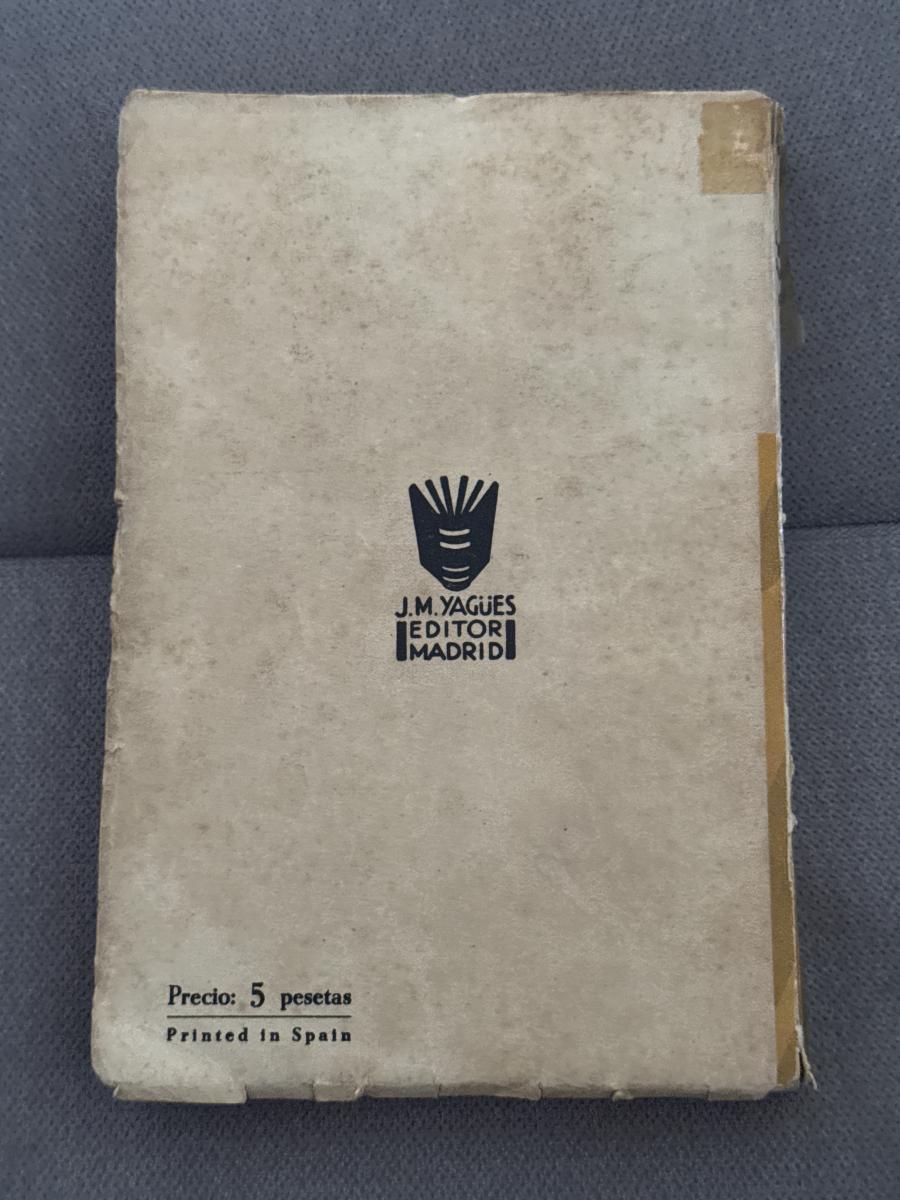 J.M. YAGÜES
EDITOR
MADRID
Precio: 5 pesetas
Printed in Spain